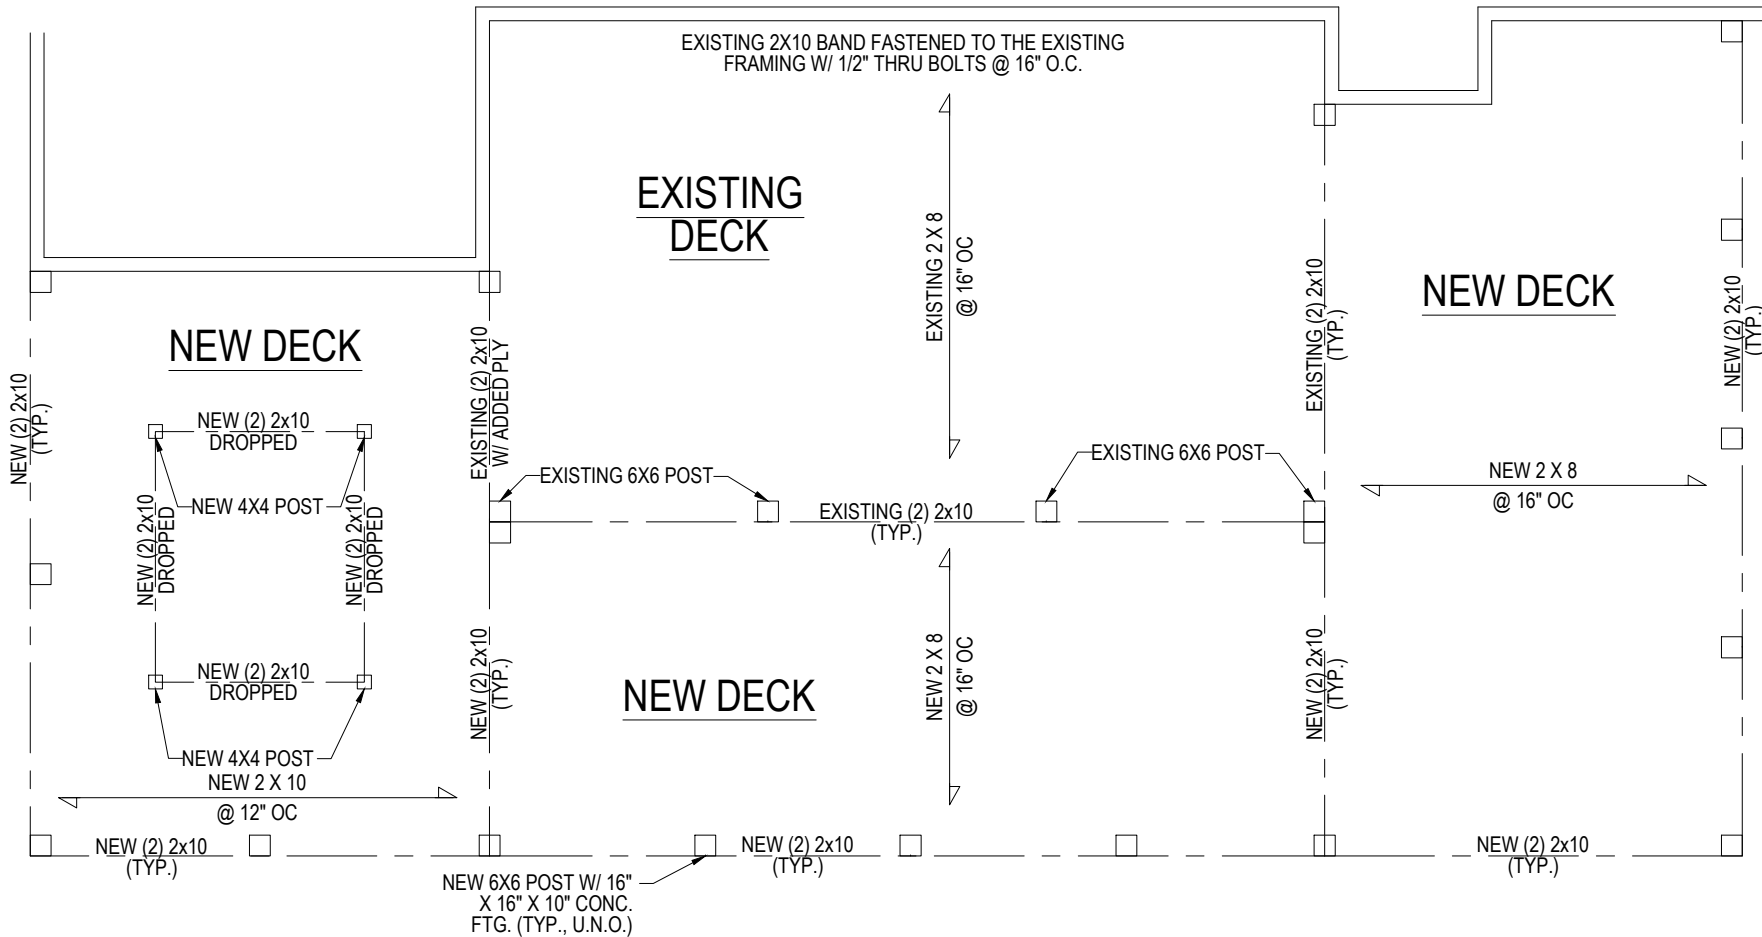 EXISTING 2X10 BAND FASTENED TO THE EXISTING
FRAMING W/ 1/2" THRU BOLTS @ 16" O.C.
EXISTING
DECK
EXISTING 2 X 8
@ 16" OC
EXISTING (2) 2x10
(TYP.)
NEW DECK
NEW (2) 2x10
(TYP.)
NEW DECK
NEW (2) 2x10
(TYP.)
EXISTING (2) 2x10
W/ ADDED PLY
NEW (2) 2x10
DROPPED
NEW 4X4 POST
NEW (2) 2x10
DROPPED
NEW (2) 2x10
DROPPED
NEW (2) 2x10
DROPPED
NEW 4X4 POST
NEW 2 X 10
@ 12" OC
NEW (2) 2x10
(TYP.)
EXISTING 6X6 POST
EXISTING 6X6 POST
EXISTING (2) 2x10
(TYP.)
NEW 2 X 8
@ 16" OC
NEW (2) 2x10
(TYP.)
NEW DECK
NEW 2 X 8
@ 16" OC
NEW (2) 2x10
(TYP.)
NEW (2) 2x10
(TYP.)
NEW (2) 2x10
(TYP.)
NEW 6X6 POST W/ 16"
X 16" X 10" CONC.
FTG. (TYP., U.N.O.)